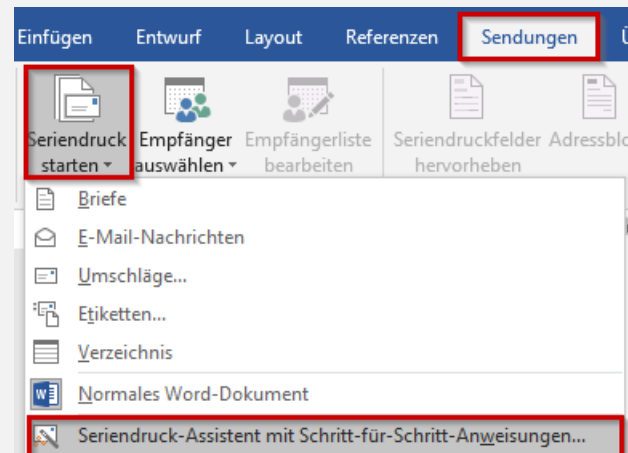 Einfügen Entwurf Layout Referenzen Sendungen
Seriendruck Empfänger Empfängerliste Seriendruckfelder
starten auswählen bearbeiten hervorheben
Briefe
E-Mail-Nachrichten
Umschläge...
Etiketten...
Verzeichnis
Normales Word-Dokument
Seriendruck-Assistent mit Schritt-für-Schritt-Anweisungen...